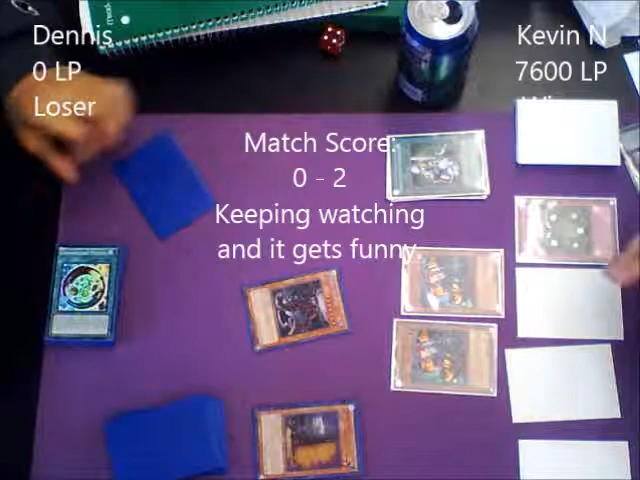 Dennis
0 LP
Loser
Kevin N
7600 LP
Match Score:
0 - 2
Keeping watching
and it gets funny.